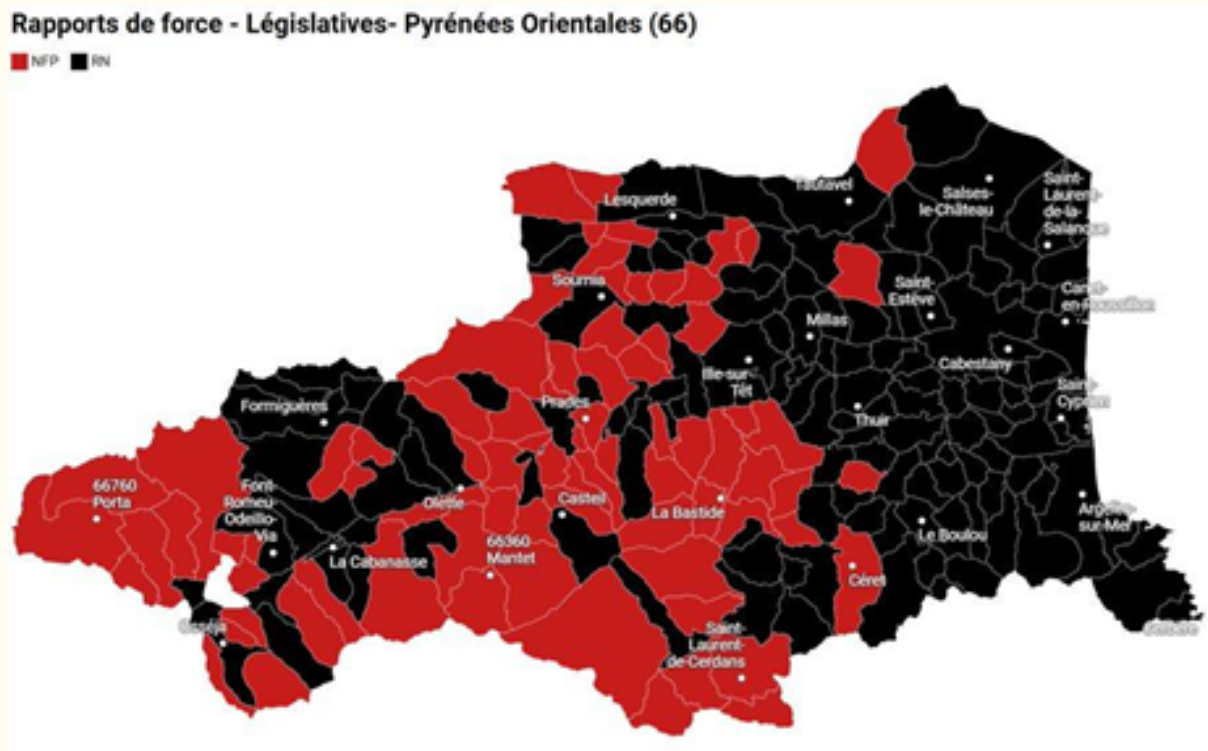 Rapports de force - Législatives- Pyrénées Orientales (66)
NFP RN
Tautavel
Lesquerde
Salses-
le-Château
Saint-
Laurent-
de-la-
Salanque
Sournia
Saint-
Estève
Canet-
en-Roussillon
Millas
Cabestany
Ille-sur-
Têt
Saint-
Cyprien
Formiguères
Prades
Thuir
66760
Porta
Font-
Romeu-
Odeillo-
Via
Olette
Casteil
La Bastide
Argelès-
sur-Mer
Le Boulou
La Cabanasse
66360
Mantet
Céret
Osséja
Saint-
Laurent-
de-Cerdans
Cerbère